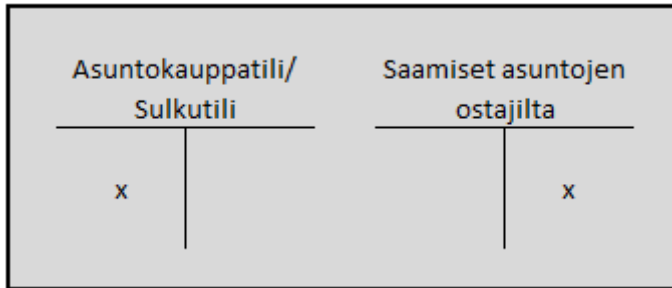 Asuntokauppatili/
Sulkutili
Saamiset asuntojen
ostajilta
x
x